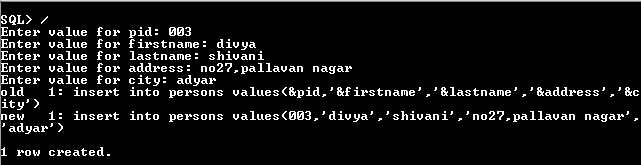 SQL> /
Enter value for pid: 003
Enter value for firstname: divya
Enter value for lastname: shivani
Enter value for address: no27,pallavan nagar
Enter value for city: adyar
old   1: insert into persons values(&pid,'&firstname','&lastname','&address','&c
ity')
new   1: insert into persons values(003,'divya','shivani','no27,pallavan nagar',
'adyar')
1 row created.